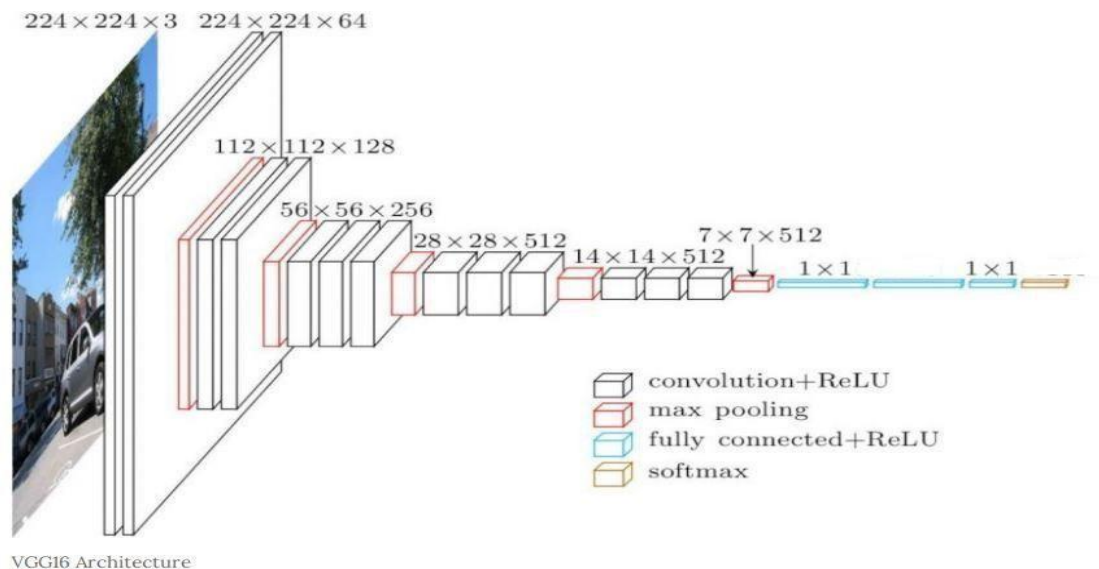 224 × 224 × 3
224 × 224 × 64
112 × 112 × 128
56 × 56 × 256
28 × 28 × 512
14 × 14 × 512
7 × 7 × 512
1 × 1
1 × 1
convolution+ReLU
max pooling
fully connected+ReLU
softmax
VGG16 Architecture